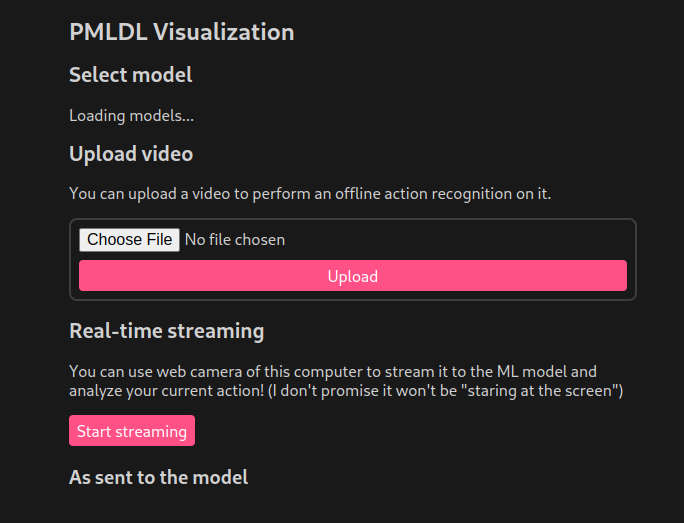 PMLDL Visualization
Select model
Loading models...
Upload video
You can upload a video to perform an offline action recognition on it.
Choose File No file chosen
Upload
Real-time streaming
You can use web camera of this computer to stream it to the ML model and
analyze your current action! (I don't promise it won't be "staring at the screen")
Start streaming
As sent to the model